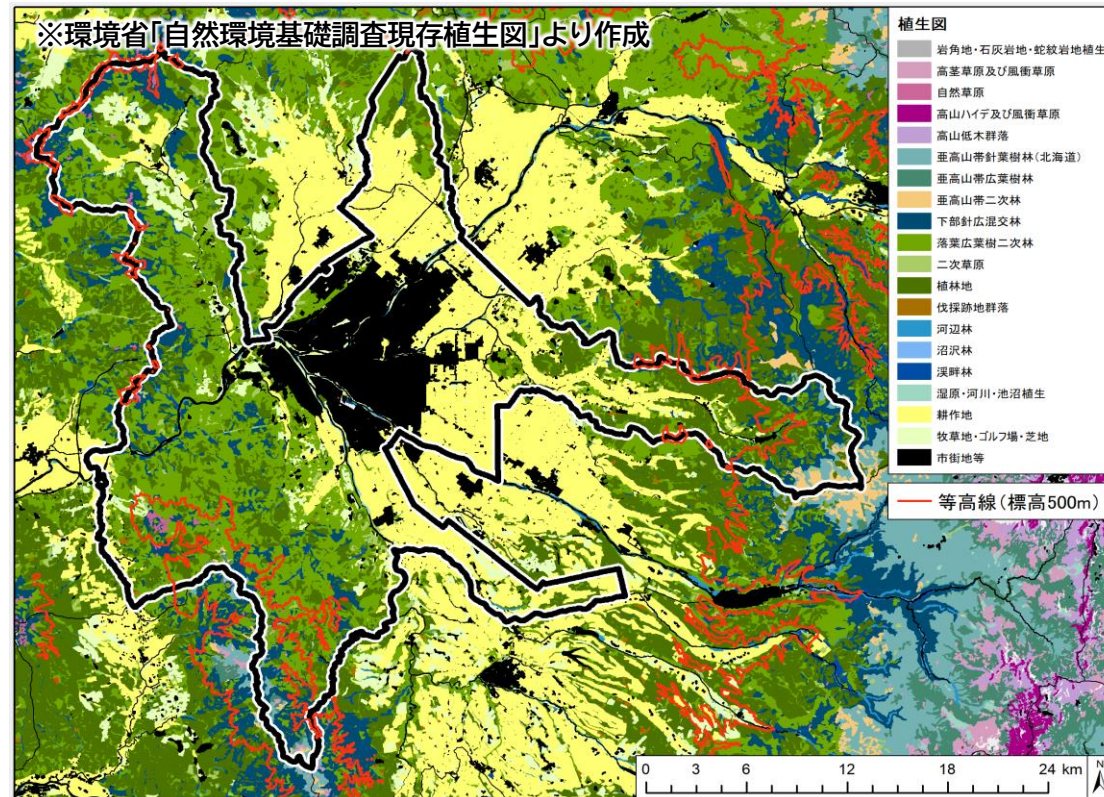 ※環境省「自然環境基礎調査現存植生図」より作成
植生図
岩角地・石灰岩地・蛇紋岩地植生
高茎草原及び風衝草原
自然草原
高山ハイデ及び風衝草原
高山低木群落
亜高山帯針葉樹林(北海道)
亜高山帯広葉樹林
亜高山帯二次林
下部針広混交林
落葉広葉樹二次林
二次草原
植林地
伐採跡地群落
河辺林
沼沢林
渓畔林
湿原・河川・池沼植生
耕作地
牧草地・ゴルフ場・芝地
市街地等
等高線(標高500m)
0 3 6 12 18 24 km
N